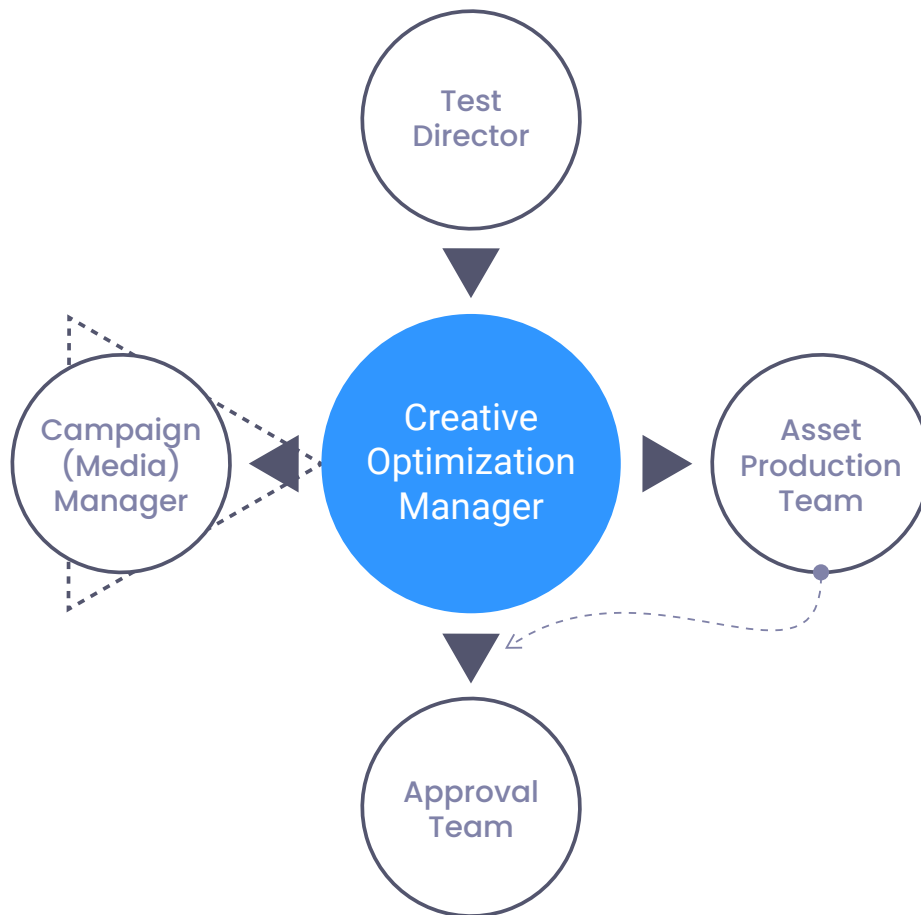 Test
Director
Campaign
(Media)
Manager
Creative
Optimization
Manager
Asset
Production
Team
Approval
Team